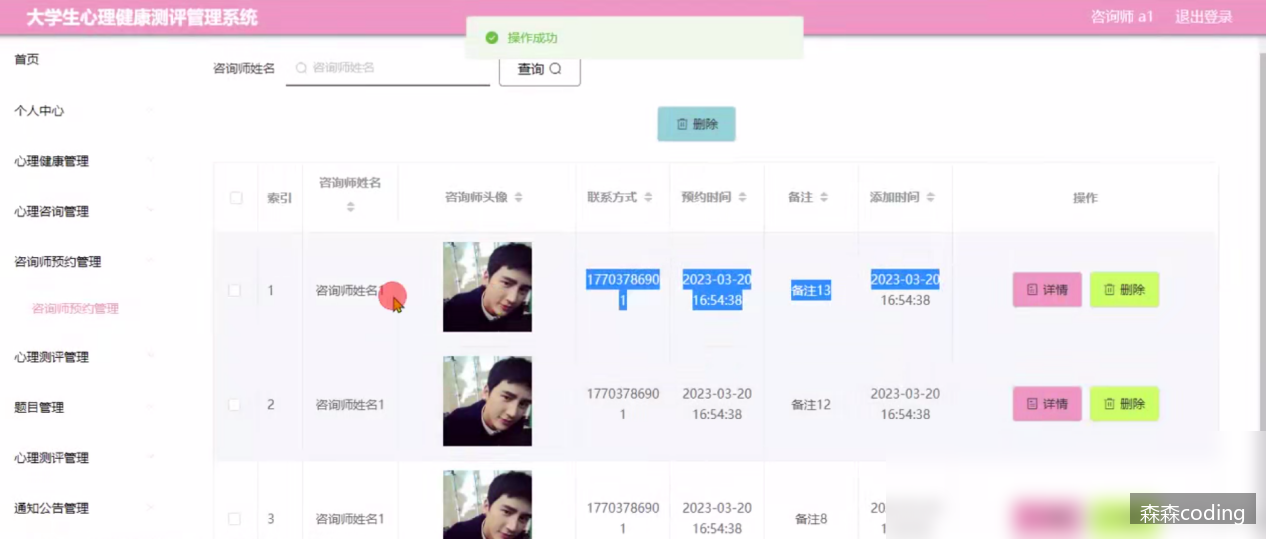 大学生心理健康测评管理系统
咨询师 a1 退出登录
操作成功
首页
咨询师姓名 咨询师姓名 查询
个人中心
删除
心理健康管理
咨询师姓名
索引 咨询师头像 联系方式 预约时间 备注 添加时间 操作
心理咨询管理
咨询师预约管理
1 咨询师姓名1 1770378690 2023-03-20 备注13 2023-03-20 详情 删除
1 16:54:38 16:54:38
咨询师预约管理
心理测评管理
题目管理
2 咨询师姓名1 1770378690 2023-03-20 备注12 2023-03-20 详情 删除
1 16:54:38 16:54:38
心理测评管理
通知公告管理
3 咨询师姓名1 1770378690 2023-03-20 备注8 20
1 16:54:38 1
森森coding